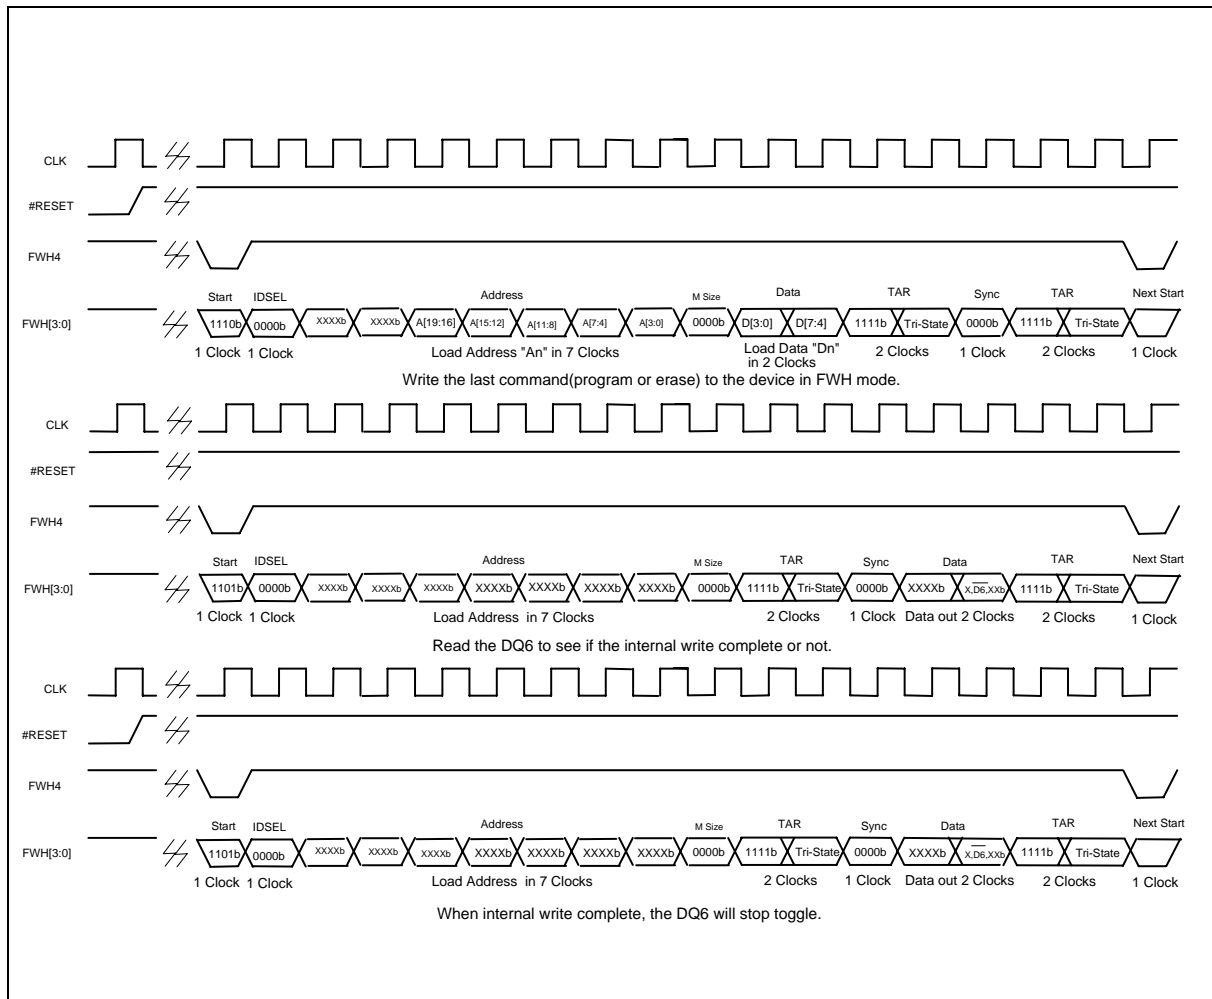 CLK
#RESET
FWH4
Start IDSEL Address M Size Data TAR Sync TAR Next Start
FWH[3:0] 1110b 0000b XXXXb XXXXb A[19:16] A[15:12] A[11:8] A[7:4] A[3:0] 0000b D[3:0] D[7:4] 1111b Tri-State 0000b 1111b Tri-State
1 Clock 1 Clock Load Address "An" in 7 Clocks Load Data "Dn" in 2 Clocks 2 Clocks 1 Clock 2 Clocks 1 Clock
Write the last command(program or erase) to the device in FWH mode.
CLK
#RESET
FWH4
Start IDSEL Address M Size TAR Sync Data TAR Next Start
FWH[3:0] 1101b 0000b XXXXb XXXXb XXXXb XXXXb XXXXb XXXXb XXXXb 0000b 1111b Tri-State 0000b XXXXb X,D6,XXb 1111b Tri-State
1 Clock 1 Clock Load Address in 7 Clocks 2 Clocks 1 Clock Data out 2 Clocks 2 Clocks 1 Clock
Read the DQ6 to see if the internal write complete or not.
CLK
#RESET
FWH4
Start IDSEL Address M Size TAR Sync Data TAR Next Start
FWH[3:0] 1101b 0000b XXXXb XXXXb XXXXb XXXXb XXXXb XXXXb XXXXb 0000b 1111b Tri-State 0000b XXXXb X,D6,XXb 1111b Tri-State
1 Clock 1 Clock Load Address in 7 Clocks 2 Clocks 1 Clock Data out 2 Clocks 2 Clocks 1 Clock
When internal write complete, the DQ6 will stop toggle.